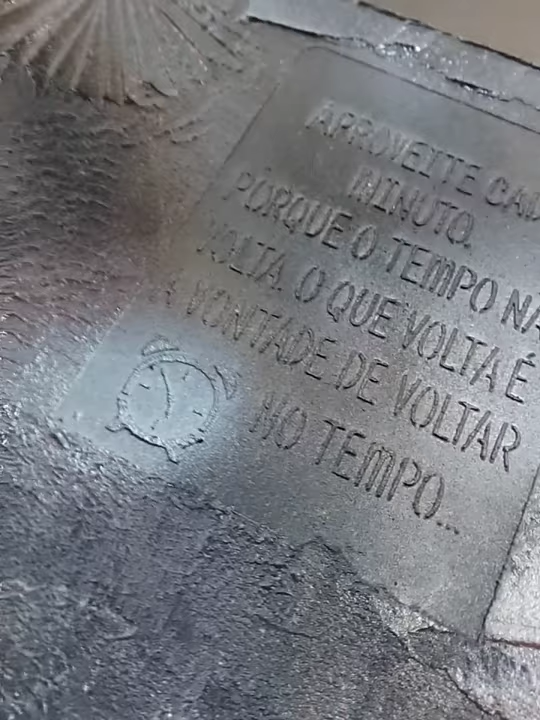 APROVEITE CAD
MINUTO.
PORQUE O TEMPO NÃ
VOLTA. O QUE VOLTA É
A VONTADE DE VOLTAR
NO TEMPO...